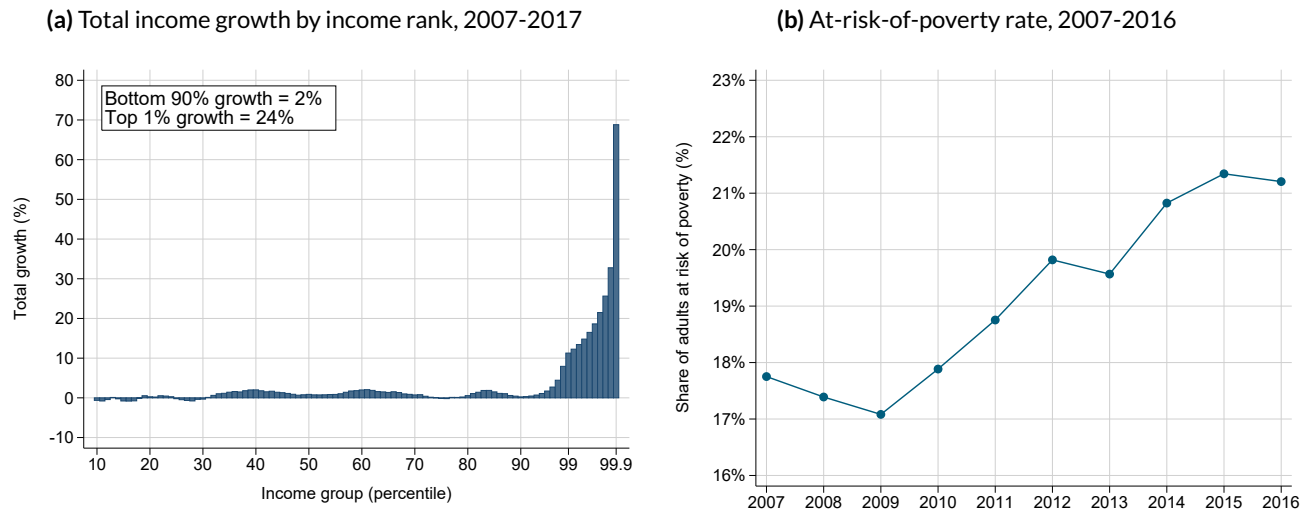 (a) Total income growth by income rank, 2007-2017
Bottom 90% growth = 2%
Top 1% growth = 24%
Total growth (%)
80
70
60
50
40
30
20
10
0
-10
10 20 30 40 50 60 70 80 90 99 99.9
Income group (percentile)
(b) At-risk-of-poverty rate, 2007-2016
Share of adults at risk of poverty (%)
23%
22%
21%
20%
19%
18%
17%
16%
2007 2008 2009 2010 2011 2012 2013 2014 2015 2016